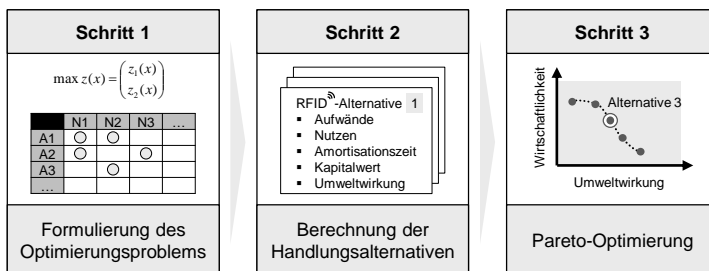 Schritt 1
max z(x) = (z₁(x)
z₂(x))
N1 N2 N3 …
A1
A2
A3
…
Formulierung des
Optimierungsproblems
Schritt 2
RFID-Alternative 1
▪ Aufwände
▪ Nutzen
▪ Amortisationszeit
▪ Kapitalwert
▪ Umweltwirkung
Berechnung der
Handlungsalternativen
Schritt 3
Wirtschaftlichkeit
Alternative 3
Umweltwirkung
Pareto-Optimierung